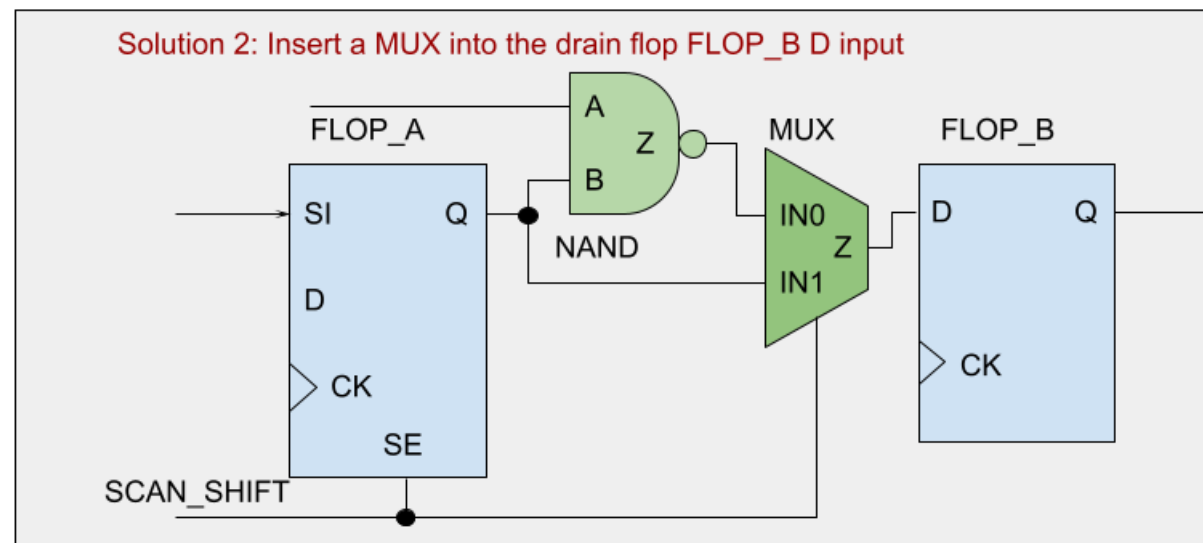 Solution 2: Insert a MUX into the drain flop FLOP_B D input
A
FLOP_A
Z
MUX
FLOP_B
B
SI
Q
NAND
IN0
Z
IN1
D
Q
D
CK
CK
SE
SCAN_SHIFT